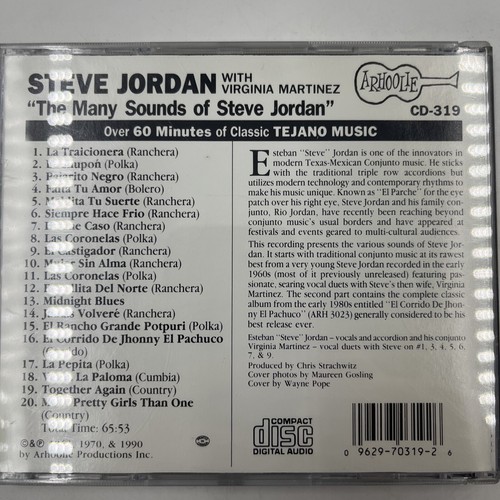 STEVE JORDAN WITH VIRGINIA MARTINEZ
"The Many Sounds of Steve Jordan"
ARHOOLIE
CD-319
Over 60 Minutes of Classic TEJANO MUSIC
1. La Traicionera (Ranchera)
2. (Polka)
3. Negro (Ranchera)
4. Falta Tu Amor (Bolero)
5. Tu Suerte (Ranchera)
6. Siempre Hace Frio (Ranchera)
7. Caso (Ranchera)
8. Las Coronelas (Polka)
9. El Castigador (Ranchera)
10. Sin Alma (Ranchera)
11. Las Coronelas (Polka)
12. Del Norte (Ranchera)
13. Midnight Blues
14. Volveré (Ranchera)
15. El Rancho Grande Potpuri (Polka)
16. El Corrido De Jhonny El Pachuco
17. La Pepita (Polka)
18. La Paloma (Cumbia)
19. Together Again (Country)
20. Pretty Girls Than One
(Country)
Total Time: 65:53
1970, & 1990
by Arhoolie Productions Inc.
Esteban "Steve" Jordan is one of the innovators in
modern Texas-Mexican Conjunto music. He sticks
with the traditional triple row accordions but
utilizes modern technology and contemporary rhythms to
make his music unique. Known as "El Parche" for the eye
patch over his right eye, Steve Jordan and his family con-
junto, Rio Jordan, have recently been reaching beyond
conjunto music's usual borders and have appeared at
festivals and events geared to multi-cultural audiences.
This recording presents the various sounds of Steve Jor-
dan. It starts with traditional conjunto music at its rawest
best from a very young Steve Jordan recorded in the early
1960s (most of it previously unreleased) featuring pas-
sionate, searing vocal duets with Steve's then wife, Virginia
Martinez. The second part contains the complete classic
album from the early 1980s entitled "El Corrido De Jhon-
ny El Pachuco" (ARH 3023) generally considered to be his
best release ever.
Esteban "Steve" Jordan – vocals and accordion and his conjunto
Virginia Martinez – vocal duets with Steve on #1, 3, 4, 5, 6,
7, & 9.
Produced by Chris Strachwitz
Cover photos by Maureen Gosling
Cover by Wayne Pope
COMPACT
disc
DIGITAL AUDIO
0 9629-70319-2 6